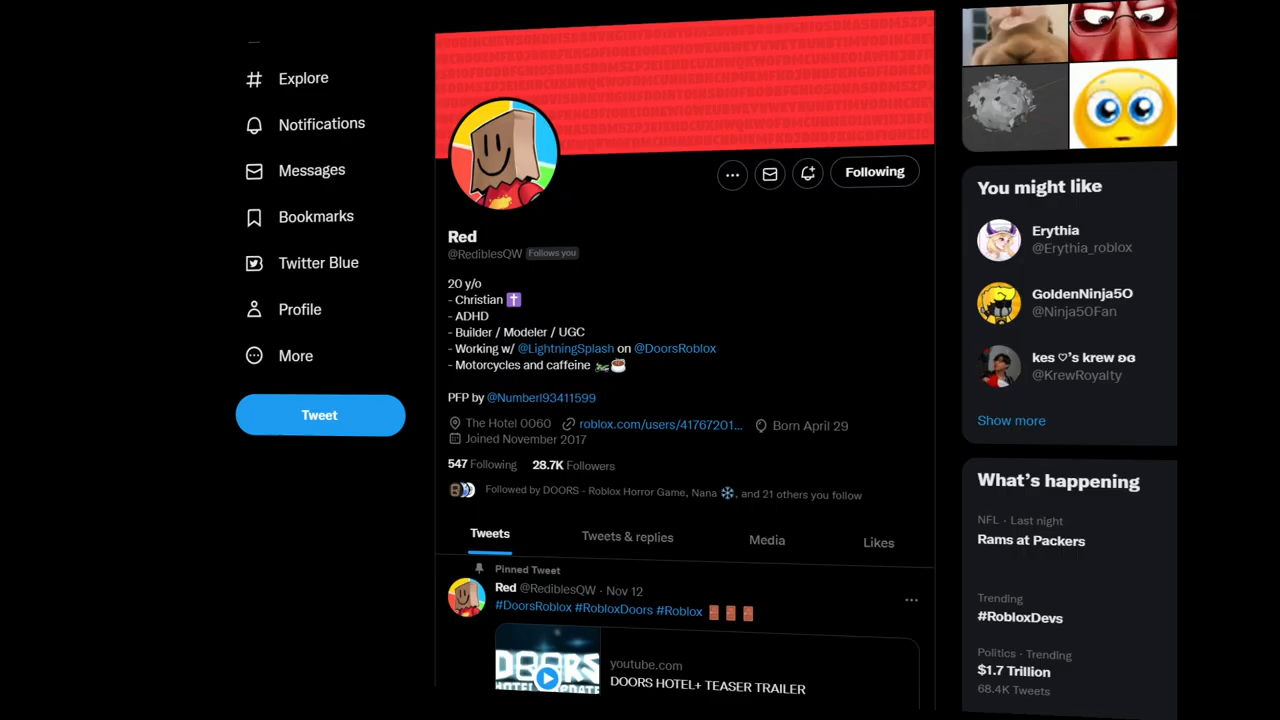 Explore
Notifications
Messages
Bookmarks
Twitter Blue
Profile
More
Tweet
Following
Red
@RediblesQW Follows you
20 y/o
- Christian ✝️
- ADHD
- Builder / Modeler / UGC
- Working w/ @LightningSplash on @DoorsRoblox
- Motorcycles and caffeine 🏍️☕
PFP by @Number193411599
The Hotel 0060 roblox.com/users/41767201... Born April 29
Joined November 2017
547 Following 28.7K Followers
Followed by DOORS - Roblox Horror Game, Nana ❄️, and 21 others you follow
Tweets Tweets & replies Media Likes
Pinned Tweet
Red @RediblesQW · Nov 12
#DoorsRoblox #RobloxDoors #Roblox 🚪 🚪 🚪
DOORS
youtube.com
DOORS HOTEL+ TEASER TRAILER
You might like
Erythia
@Erythia_roblox
GoldenNinja5O
@Ninja50Fan
kes ♡'s krew ʚɞ
@KrewRoyalty
Show more
What's happening
NFL · Last night
Rams at Packers
Trending
#RobloxDevs
Politics · Trending
$1.7 Trillion
68.4K Tweets